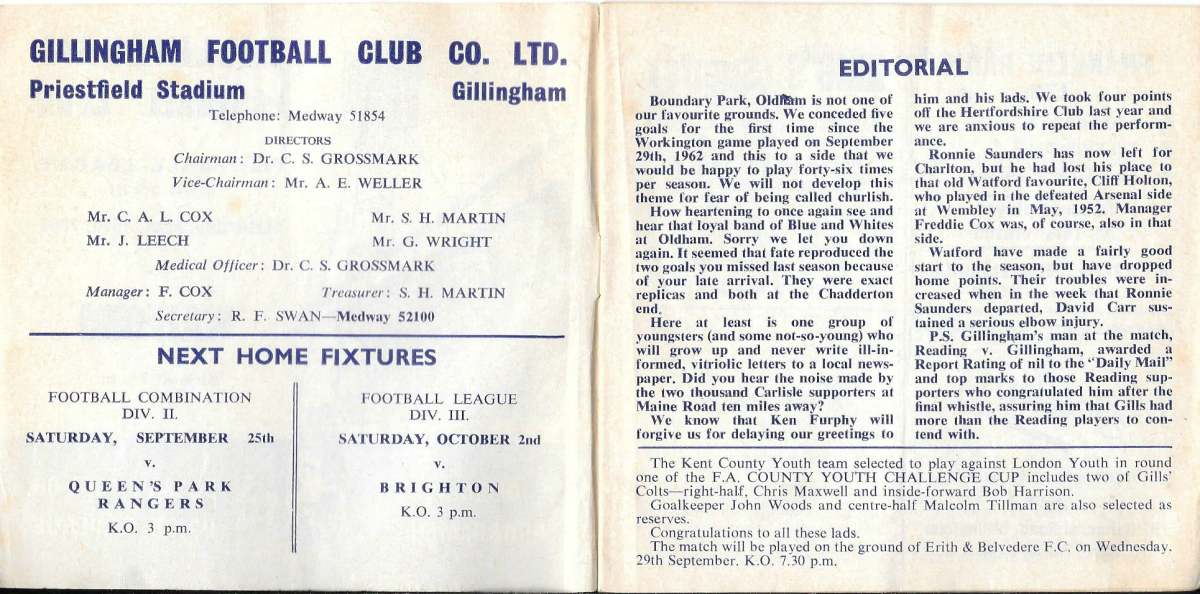 GILLINGHAM FOOTBALL CLUB CO. LTD.
Priestfield Stadium Gillingham
Telephone: Medway 51854
DIRECTORS
Chairman: Dr. C. S. GROSSMARK
Vice-Chairman: Mr. A. E. WELLER
Mr. C. A. L. COX Mr. S. H. MARTIN
Mr. J. LEECH Mr. G. WRIGHT
Medical Officer: Dr. C. S. GROSSMARK
Manager: F. COX Treasurer: S. H. MARTIN
Secretary: R. F. SWAN—Medway 52100
NEXT HOME FIXTURES
FOOTBALL COMBINATION
DIV. II.
SATURDAY, SEPTEMBER 25th
v.
QUEEN'S PARK
RANGERS
K.O. 3 p.m.
FOOTBALL LEAGUE
DIV. III.
SATURDAY, OCTOBER 2nd
v.
BRIGHTON
K.O. 3 p.m.
EDITORIAL
Boundary Park, Oldham is not one of
our favourite grounds. We conceded five
goals for the first time since the
Workington game played on September
29th, 1962 and this to a side that we
would be happy to play forty-six times
per season. We will not develop this
theme for fear of being called churlish.
How heartening to once again see and
hear that loyal band of Blue and Whites
at Oldham. Sorry we let you down
again. It seemed that fate reproduced the
two goals you missed last season because
of your late arrival. They were exact
replicas and both at the Chadderton
end.
Here at least is one group of
youngsters (and some not-so-young) who
will grow up and never write ill-in-
formed, vitriolic letters to a local news-
paper. Did you hear the noise made by
the two thousand Carlisle supporters at
Maine Road ten miles away?
We know that Ken Furphy will
forgive us for delaying our greetings to
him and his lads. We took four points
off the Hertfordshire Club last year and
we are anxious to repeat the perform-
ance.
Ronnie Saunders has now left for
Charlton, but he had lost his place to
that old Watford favourite, Cliff Holton,
who played in the defeated Arsenal side
at Wembley in May, 1952. Manager
Freddie Cox was, of course, also in that
side.
Watford have made a fairly good
start to the season, but have dropped
home points. Their troubles were in-
creased when in the week that Ronnie
Saunders departed, David Carr sus-
tained a serious elbow injury.
P.S. Gillingham's man at the match,
Reading v. Gillingham, awarded a
Report Rating of nil to the "Daily Mail"
and top marks to those Reading sup-
porters who congratulated him after the
final whistle, assuring him that Gills had
more than the Reading players to con-
tend with.
The Kent County Youth team selected to play against London Youth in round
one of the F.A. COUNTY YOUTH CHALLENGE CUP includes two of Gills'
Colts—right-half, Chris Maxwell and inside-forward Bob Harrison.
Goalkeeper John Woods and centre-half Malcolm Tillman are also selected as
reserves.
Congratulations to all these lads.
The match will be played on the ground of Erith & Belvedere F.C. on Wednesday.
29th September. K.O. 7.30 p.m.